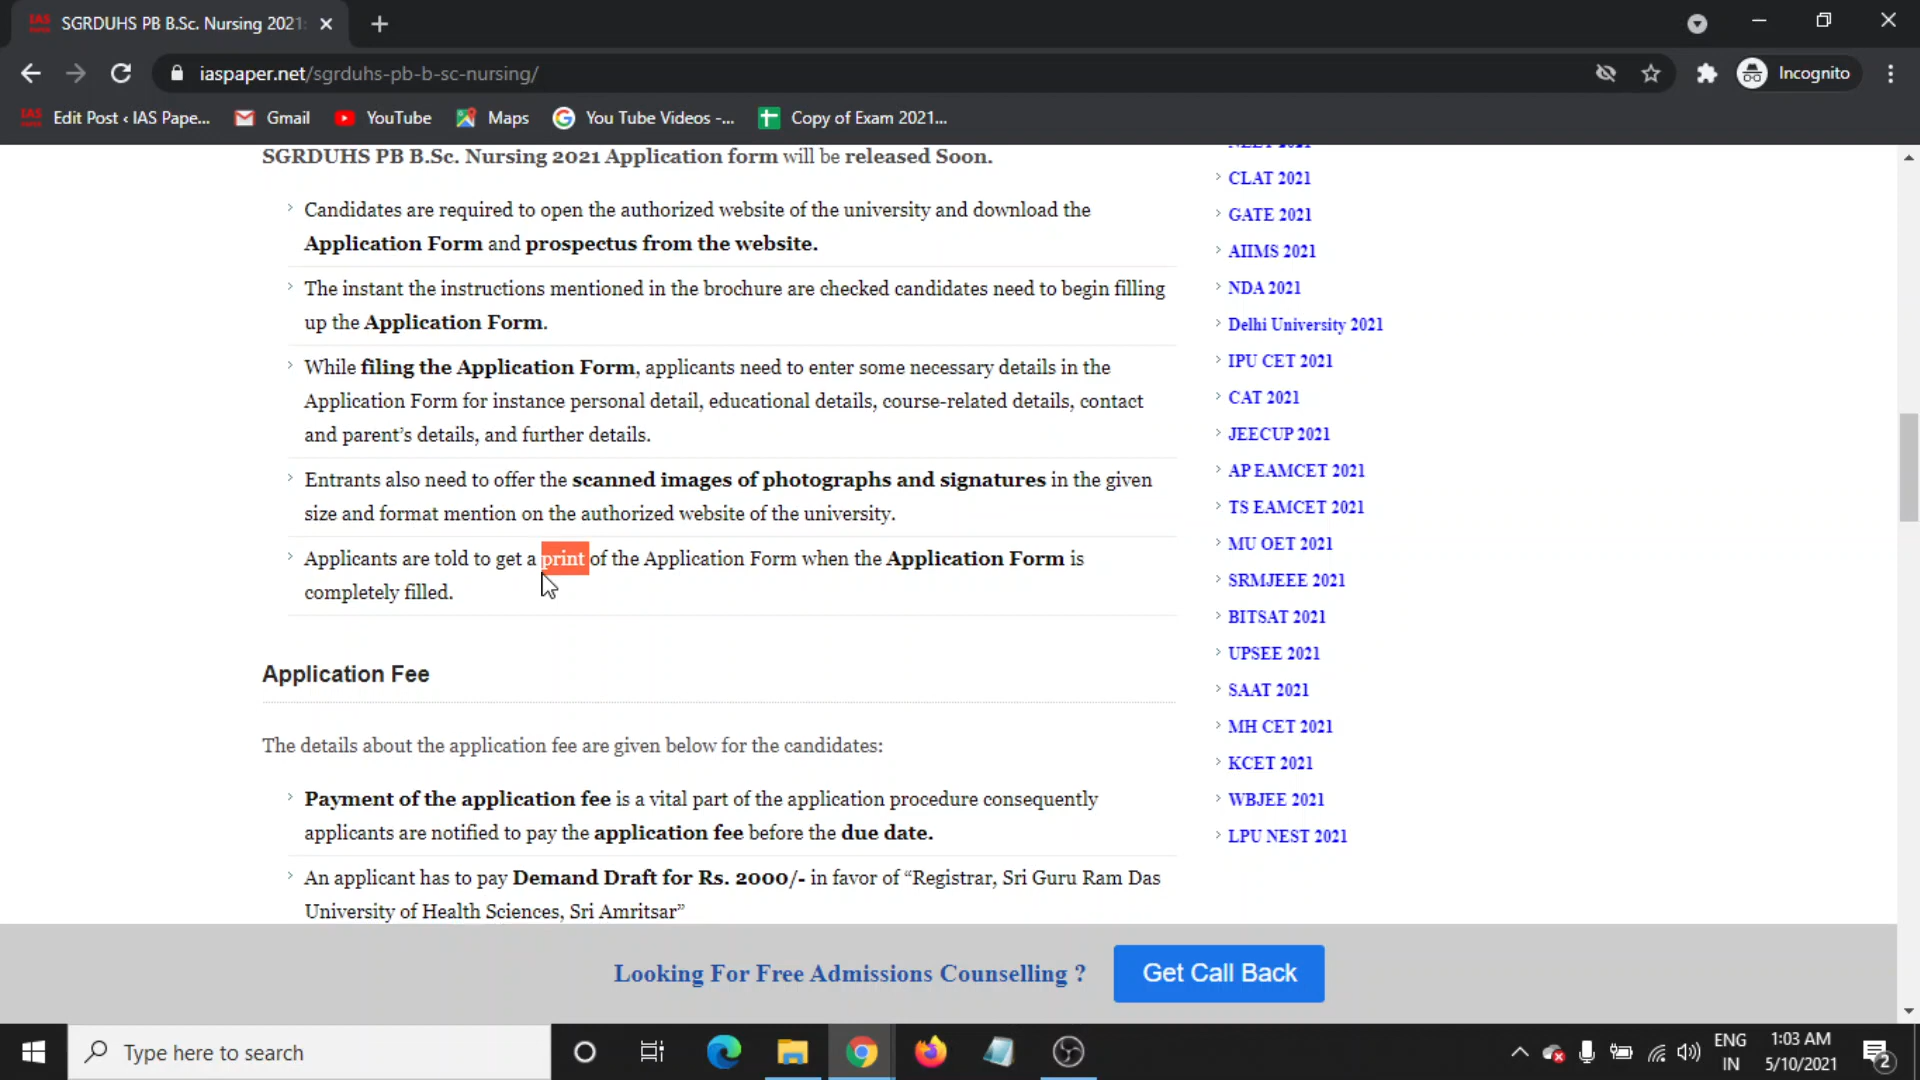 SGRDUHS PB B.Sc. Nursing 2021
iaspaper.net/sgrduhs-pb-b-sc-nursing/
Incognito
Edit Post ‹ IAS Pape...
Gmail
YouTube
Maps
You Tube Videos -...
Copy of Exam 2021...
SGRDUHS PB B.Sc. Nursing 2021 Application form will be released Soon.
Candidates are required to open the authorized website of the university and download the
Application Form and prospectus from the website.
The instant the instructions mentioned in the brochure are checked candidates need to begin filling
up the Application Form.
While filing the Application Form, applicants need to enter some necessary details in the
Application Form for instance personal detail, educational details, course-related details, contact
and parent's details, and further details.
Entrants also need to offer the scanned images of photographs and signatures in the given
size and format mention on the authorized website of the university.
Applicants are told to get a print of the Application Form when the Application Form is
completely filled.
Application Fee
The details about the application fee are given below for the candidates:
Payment of the application fee is a vital part of the application procedure consequently
applicants are notified to pay the application fee before the due date.
An applicant has to pay Demand Draft for Rs. 2000/- in favor of “Registrar, Sri Guru Ram Das
University of Health Sciences, Sri Amritsar”
CLAT 2021
GATE 2021
AIIMS 2021
NDA 2021
Delhi University 2021
IPU CET 2021
CAT 2021
JEECUP 2021
AP EAMCET 2021
TS EAMCET 2021
MU OET 2021
SRMJEEE 2021
BITSAT 2021
UPSEE 2021
SAAT 2021
MH CET 2021
KCET 2021
WBJEE 2021
LPU NEST 2021
Looking For Free Admissions Counselling ?
Get Call Back
Type here to search
ENG
IN
1:03 AM
5/10/2021
2